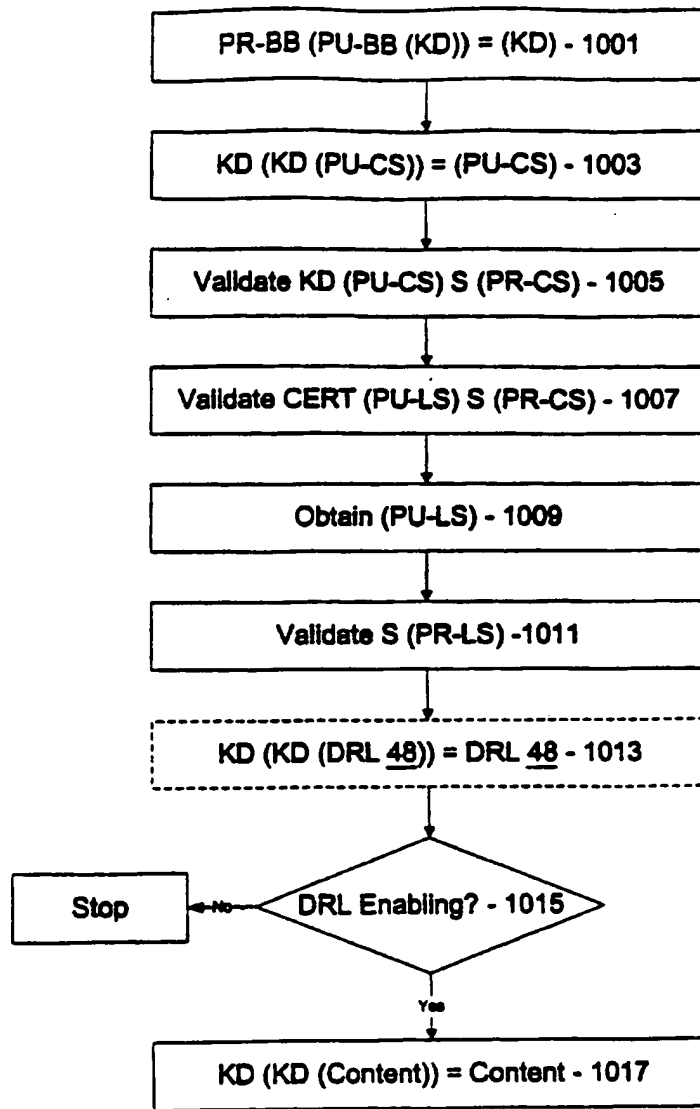 PR-BB (PU-BB (KD)) = (KD) - 1001
KD (KD (PU-CS)) = (PU-CS) - 1003
Validate KD (PU-CS) S (PR-CS) - 1005
Validate CERT (PU-LS) S (PR-CS) - 1007
Obtain (PU-LS) - 1009
Validate S (PR-LS) -1011
KD (KD (DRL 48)) = DRL 48 - 1013
DRL Enabling? - 1015
No
Stop
Yes
KD (KD (Content)) = Content - 1017